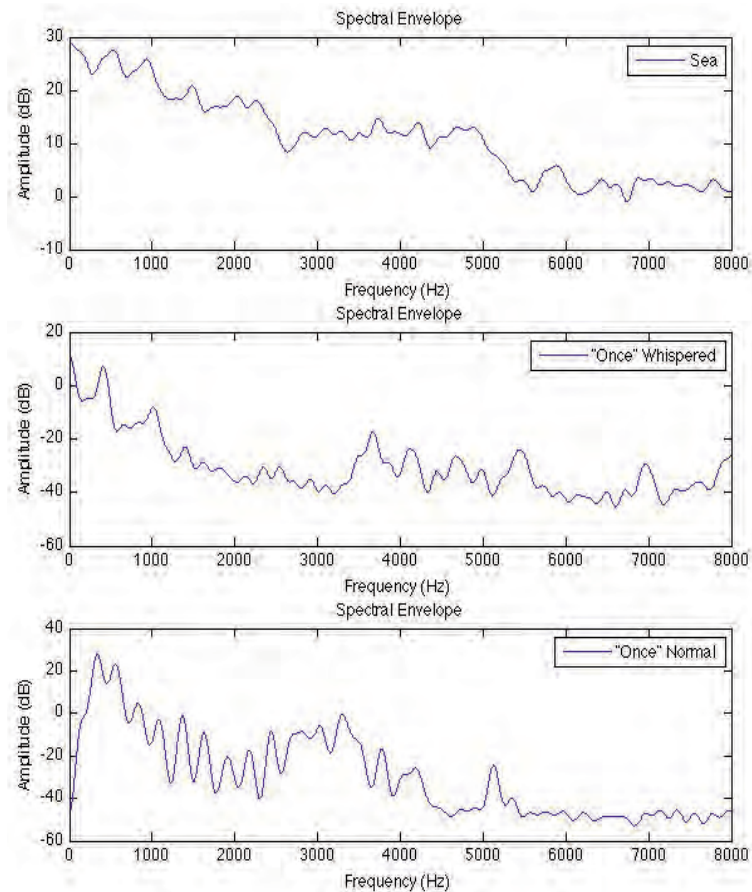 Spectral Envelope
30
20
10
0
-10
Amplitude (dB)
Sea
0 1000 2000 3000 4000 5000 6000 7000 8000
Frequency (Hz)
Spectral Envelope
20
0
-20
-40
-60
Amplitude (dB)
"Once" Whispered
0 1000 2000 3000 4000 5000 6000 7000 8000
Frequency (Hz)
Spectral Envelope
40
20
0
-20
-40
-60
Amplitude (dB)
"Once" Normal
0 1000 2000 3000 4000 5000 6000 7000 8000
Frequency (Hz)